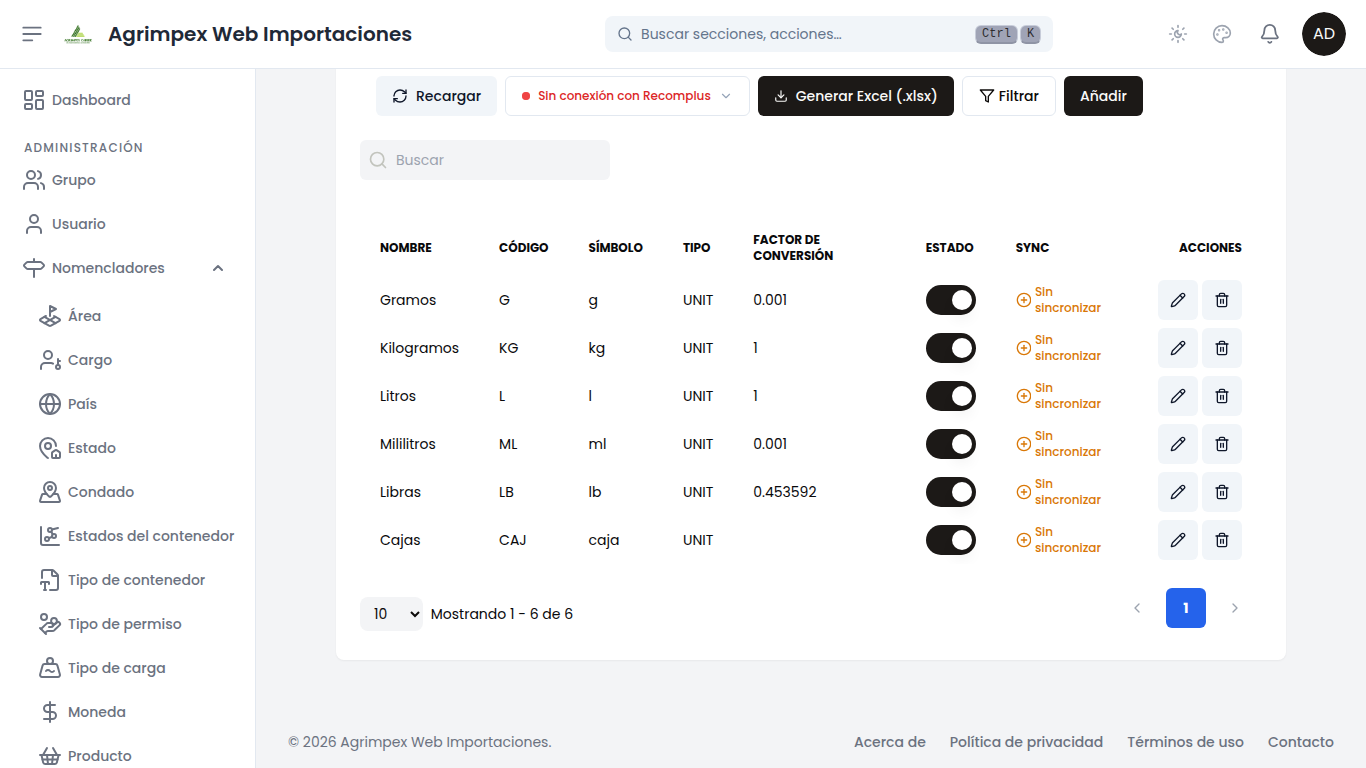 Agrimpex Web Importaciones
Buscar secciones, acciones...
Ctrl K
AD
Dashboard
ADMINISTRACIÓN
Grupo
Usuario
Nomencladores
Área
Cargo
País
Estado
Condado
Estados del contenedor
Tipo de contenedor
Tipo de permiso
Tipo de carga
Moneda
Producto
Recargar
Sin conexión con Recomplus
Generar Excel (.xlsx)
Filtrar
Añadir
Buscar
NOMBRE CÓDIGO SÍMBOLO TIPO FACTOR DE CONVERSIÓN ESTADO SYNC ACCIONES
Gramos G g UNIT 0.001 Sin sincronizar
Kilogramos KG kg UNIT 1 Sin sincronizar
Litros L l UNIT 1 Sin sincronizar
Mililitros ML ml UNIT 0.001 Sin sincronizar
Libras LB lb UNIT 0.453592 Sin sincronizar
Cajas CAJ caja UNIT Sin sincronizar
10 Mostrando 1 - 6 de 6
1
© 2026 Agrimpex Web Importaciones.
Acerca de Política de privacidad Términos de uso Contacto